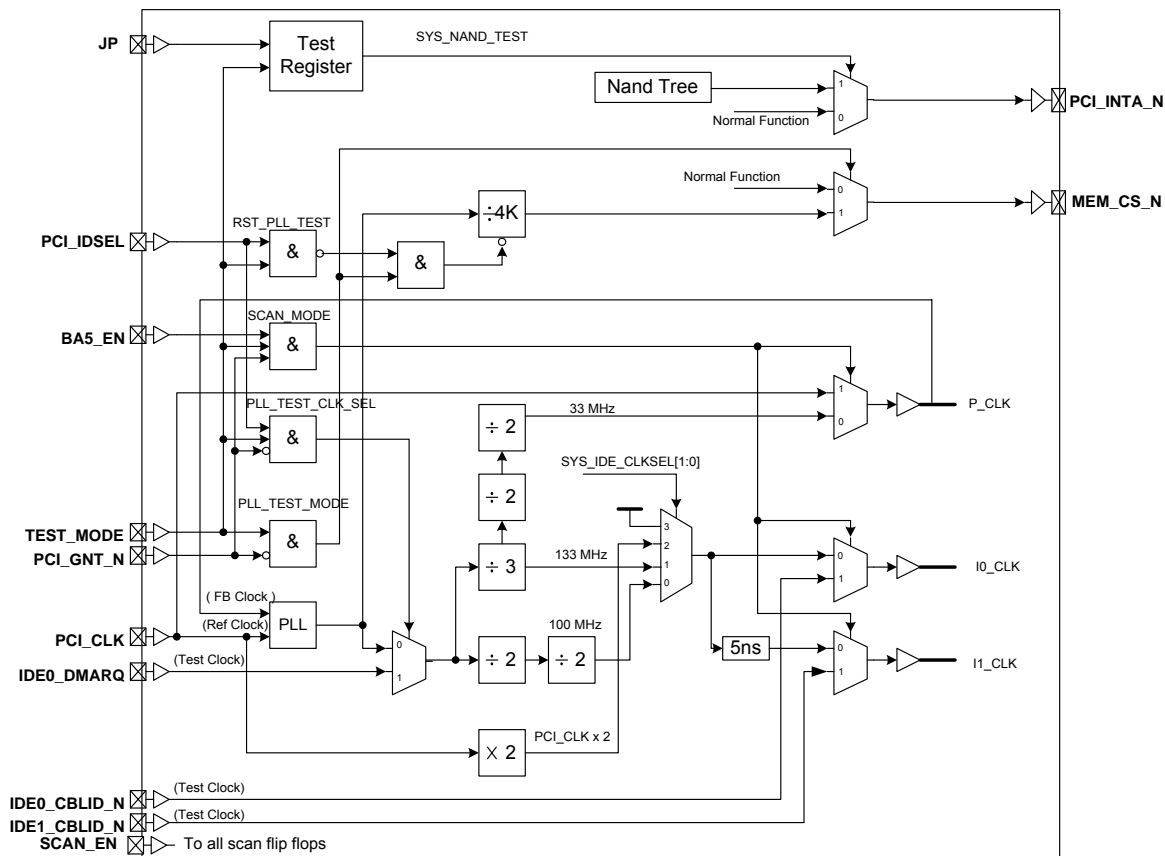 JP
Test
Register
SYS_NAND_TEST
Nand Tree
1
0
Normal Function
PCI_INTA_N
Normal Function
0
1
MEM_CS_N
÷4K
PCI_IDSEL
RST_PLL_TEST
&
&
BA5_EN
SCAN_MODE
&
1
0
P_CLK
PLL_TEST_CLK_SEL
&
÷ 2
33 MHz
÷ 2
SYS_IDE_CLKSEL[1:0]
TEST_MODE
PCI_GNT_N
PLL_TEST_MODE
&
÷ 3
133 MHz
3
2
1
0
0
1
I0_CLK
( FB Clock )
(Ref Clock)
PLL
PCI_CLK
0
1
÷ 2
100 MHz
÷ 2
5ns
0
1
I1_CLK
IDE0_DMARQ
(Test Clock)
X 2
PCI_CLK x 2
IDE0_CBLID_N
(Test Clock)
IDE1_CBLID_N
(Test Clock)
SCAN_EN
To all scan flip flops